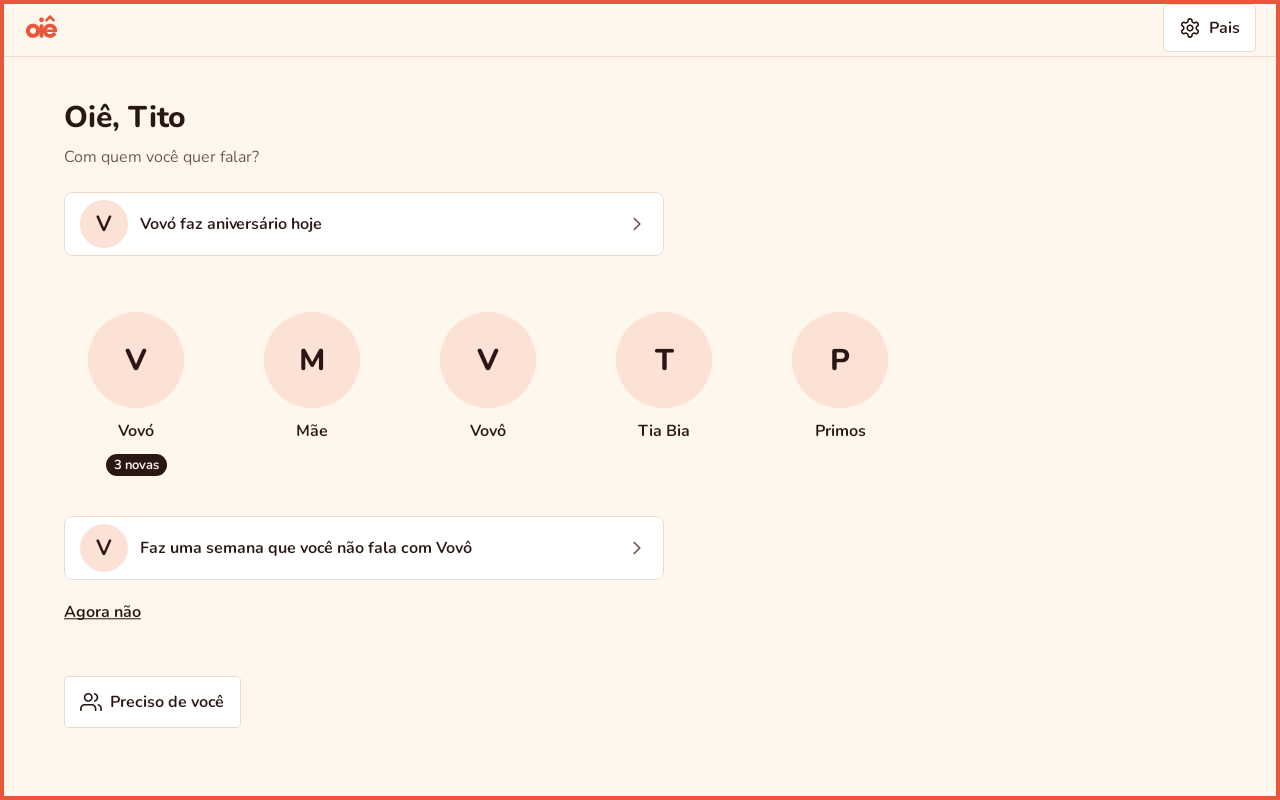 oiê
Pais
Oiê, Tito
Com quem você quer falar?
V
Vovó faz aniversário hoje
V
M
V
T
P
Vovó
Mãe
Vovô
Tia Bia
Primos
3 novas
V
Faz uma semana que você não fala com Vovô
Agora não
Preciso de você